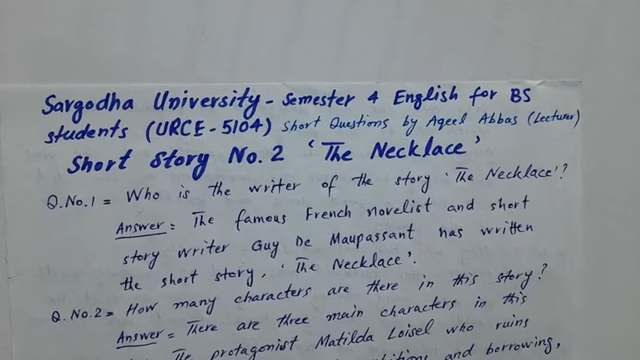 Sargodha University - Semester 4 English for BS
students (URCE-5104) Short Questions by Aqeel Abbas (Lecturer)
Short Story No. 2 'The Necklace'
Q.No.1 = Who is the writer of the story 'The Necklace'?
Answer = The famous French novelist and short
story writer Guy De Maupassant has written
the short story, 'The Necklace'.
Q.No.2 = How many characters are there in this story?
Answer = There are three main characters in this
The protagonist Matilda Loisel who ruins
and borrowing,